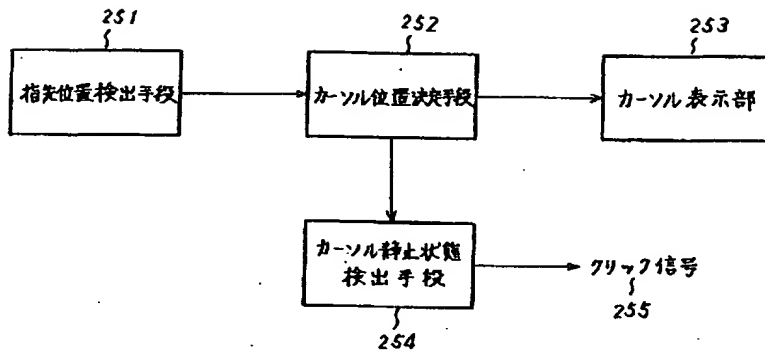 251
252
253
指先位置検出手段
カーソル位置決定手段
カーソル表示部
カーソル静止状態
検出手段
クリック信号
255
254